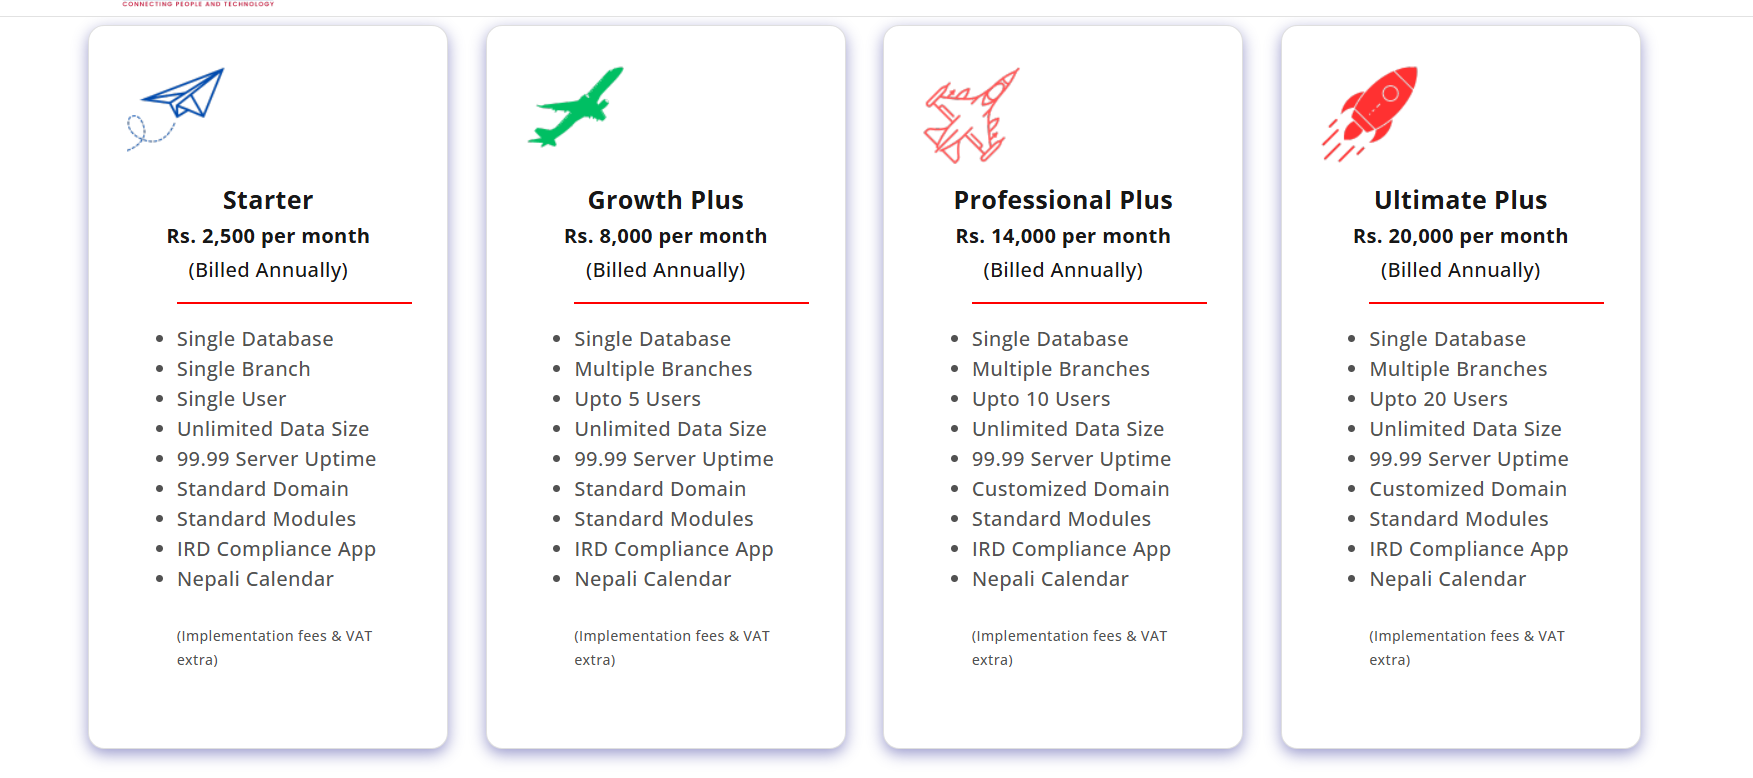 CONNECTING PEOPLE AND TECHNOLOGY
Starter
Rs. 2,500 per month
(Billed Annually)
Single Database
Single Branch
Single User
Unlimited Data Size
99.99 Server Uptime
Standard Domain
Standard Modules
IRD Compliance App
Nepali Calendar
(Implementation fees & VAT
extra)
Growth Plus
Rs. 8,000 per month
(Billed Annually)
Single Database
Multiple Branches
Upto 5 Users
Unlimited Data Size
99.99 Server Uptime
Standard Domain
Standard Modules
IRD Compliance App
Nepali Calendar
(Implementation fees & VAT
extra)
Professional Plus
Rs. 14,000 per month
(Billed Annually)
Single Database
Multiple Branches
Upto 10 Users
Unlimited Data Size
99.99 Server Uptime
Customized Domain
Standard Modules
IRD Compliance App
Nepali Calendar
(Implementation fees & VAT
extra)
Ultimate Plus
Rs. 20,000 per month
(Billed Annually)
Single Database
Multiple Branches
Upto 20 Users
Unlimited Data Size
99.99 Server Uptime
Customized Domain
Standard Modules
IRD Compliance App
Nepali Calendar
(Implementation fees & VAT
extra)